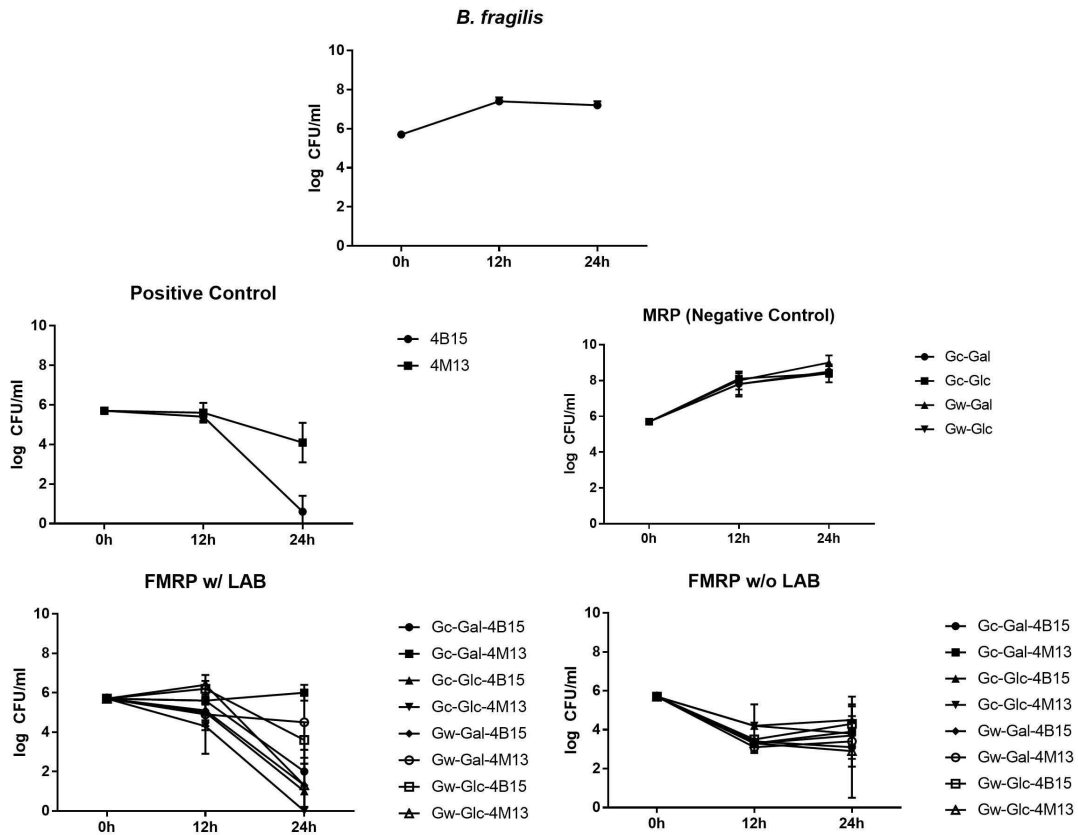 B. fragilis
10
8
6
4
2
0
log CFU/ml
0h 12h 24h
Positive Control
10
8
6
4
2
0
log CFU/ml
0h 12h 24h
4B15
4M13
MRP (Negative Control)
10
8
6
4
2
0
log CFU/ml
0h 12h 24h
Gc-Gal
Gc-Glc
Gw-Gal
Gw-Glc
FMRP w/ LAB
10
8
6
4
2
0
log CFU/ml
0h 12h 24h
Gc-Gal-4B15
Gc-Gal-4M13
Gc-Glc-4B15
Gc-Glc-4M13
Gw-Gal-4B15
Gw-Gal-4M13
Gw-Glc-4B15
Gw-Glc-4M13
FMRP w/o LAB
10
8
6
4
2
0
log CFU/ml
0h 12h 24h
Gc-Gal-4B15
Gc-Gal-4M13
Gc-Glc-4B15
Gc-Glc-4M13
Gw-Gal-4B15
Gw-Gal-4M13
Gw-Glc-4B15
Gw-Glc-4M13